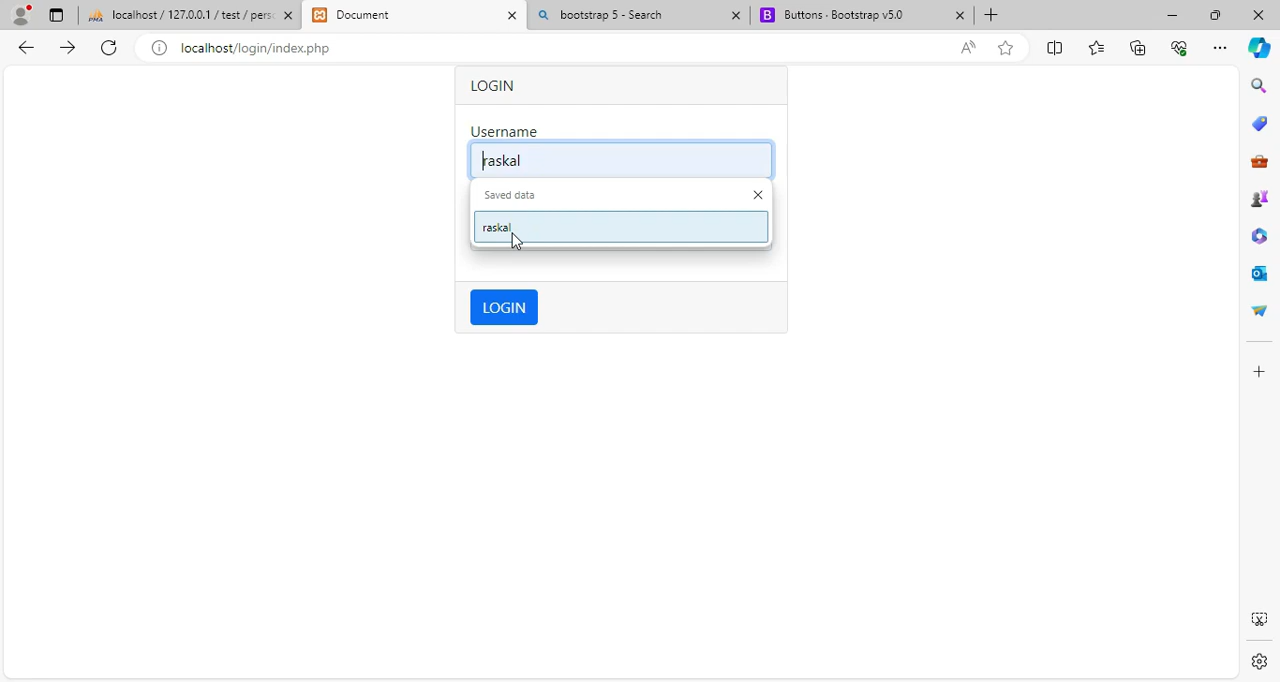 localhost / 127.0.0.1 / test / perso
Document
bootstrap 5 - Search
Buttons · Bootstrap v5.0
localhost/login/index.php
LOGIN
Username
raskal
Saved data
raskal
LOGIN